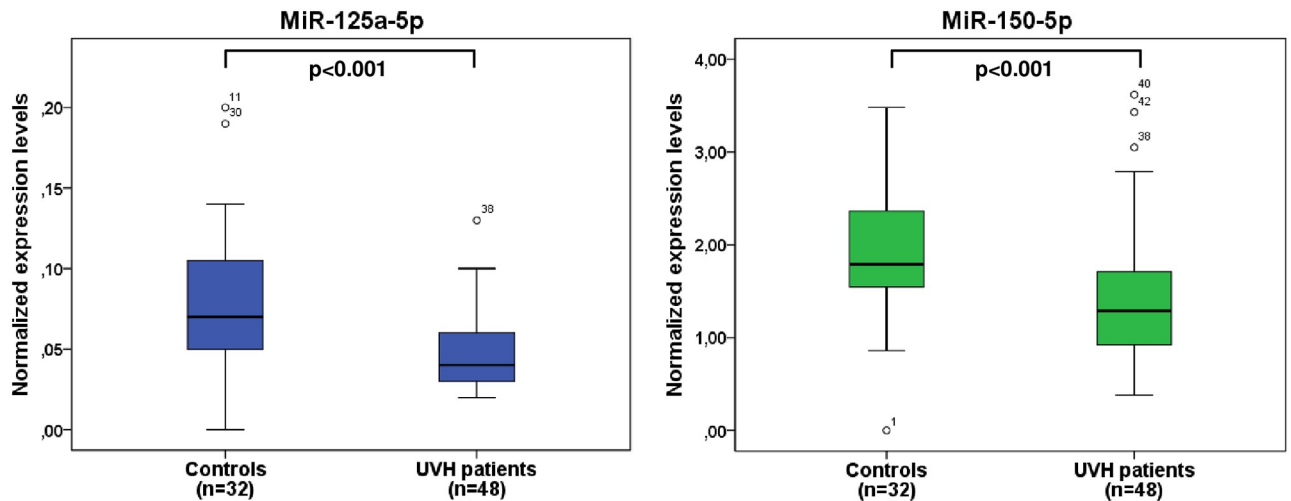 MiR-125a-5p
p<0.001
Normalized expression levels
,20
,15
,10
,05
,00
11
30
38
Controls
(n=32)
UVH patients
(n=48)
MiR-150-5p
p<0.001
Normalized expression levels
4,00
3,00
2,00
1,00
,00
40
42
38
1
Controls
(n=32)
UVH patients
(n=48)